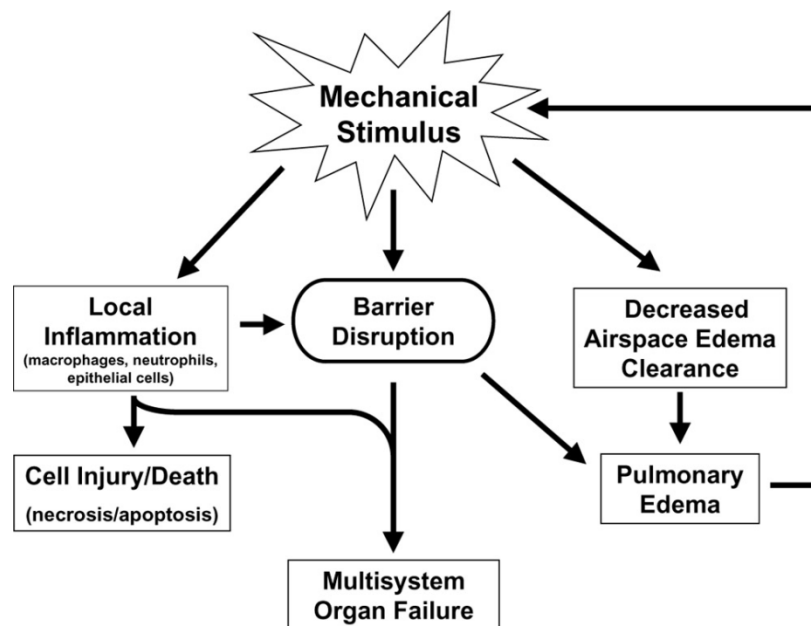 Mechanical
Stimulus
Local
Inflammation
(macrophages, neutrophils,
epithelial cells)
Barrier
Disruption
Decreased
Airspace Edema
Clearance
Cell Injury/Death
(necrosis/apoptosis)
Pulmonary
Edema
Multisystem
Organ Failure